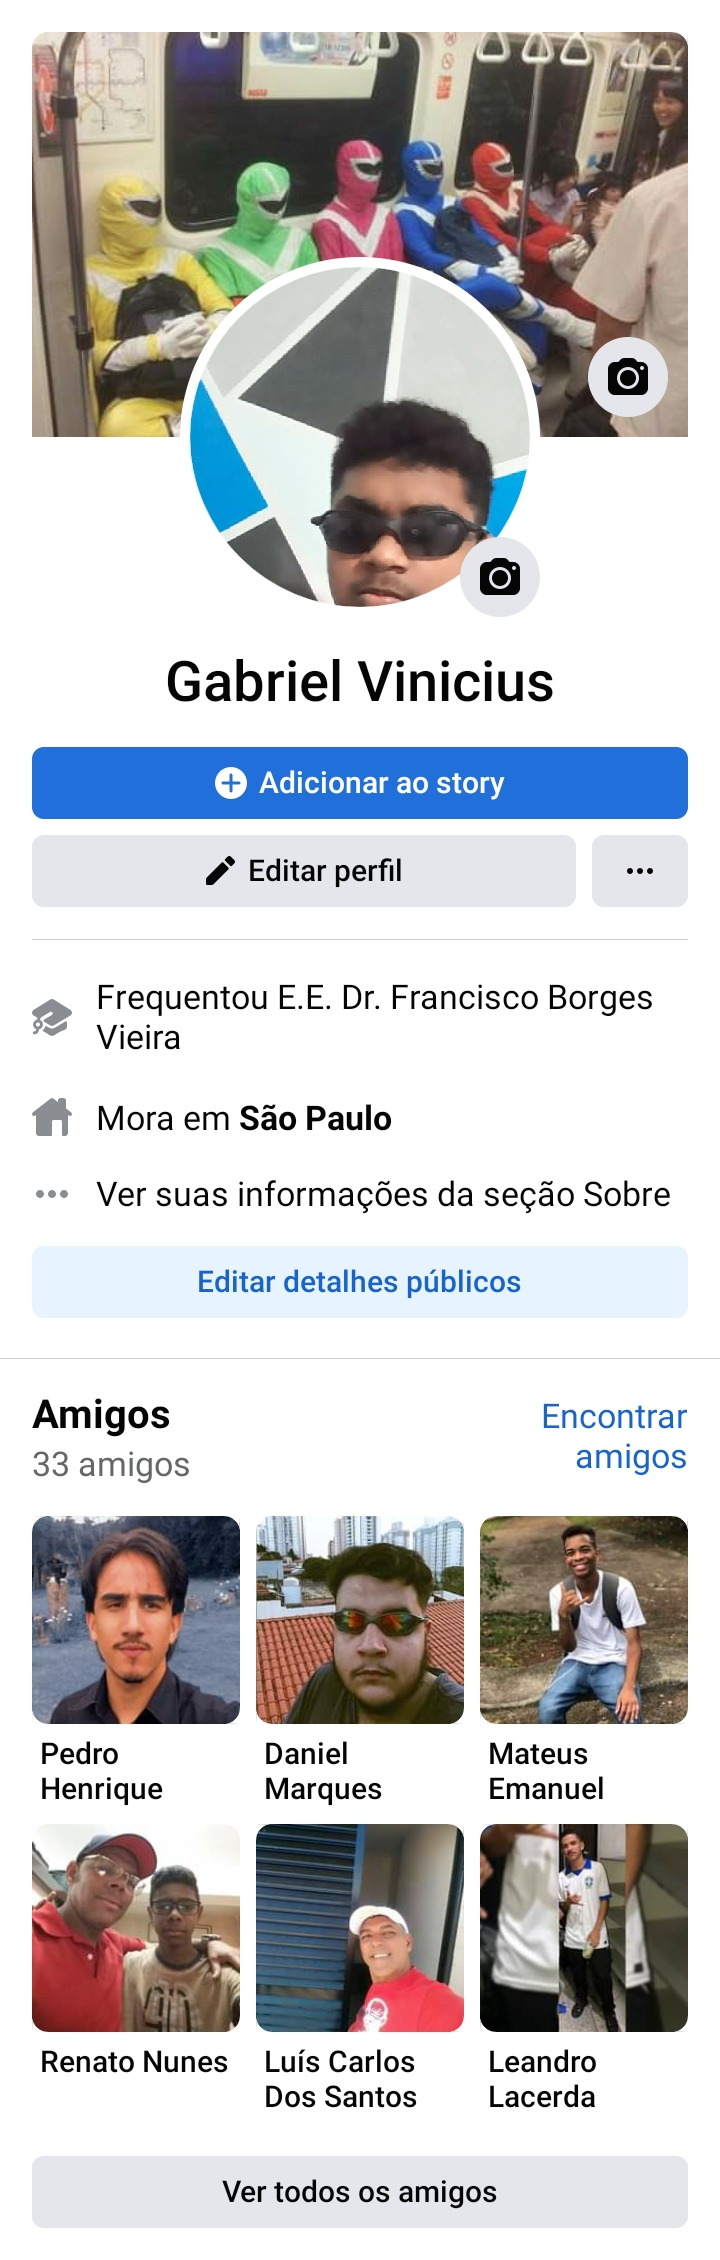 Gabriel Vinicius
Adicionar ao story
Editar perfil
Frequentou E.E. Dr. Francisco Borges
Vieira
Mora em São Paulo
Ver suas informações da seção Sobre
Editar detalhes públicos
Amigos
33 amigos
Encontrar
amigos
Pedro
Henrique
Daniel
Marques
Mateus
Emanuel
Renato Nunes
Luís Carlos
Dos Santos
Leandro
Lacerda
Ver todos os amigos